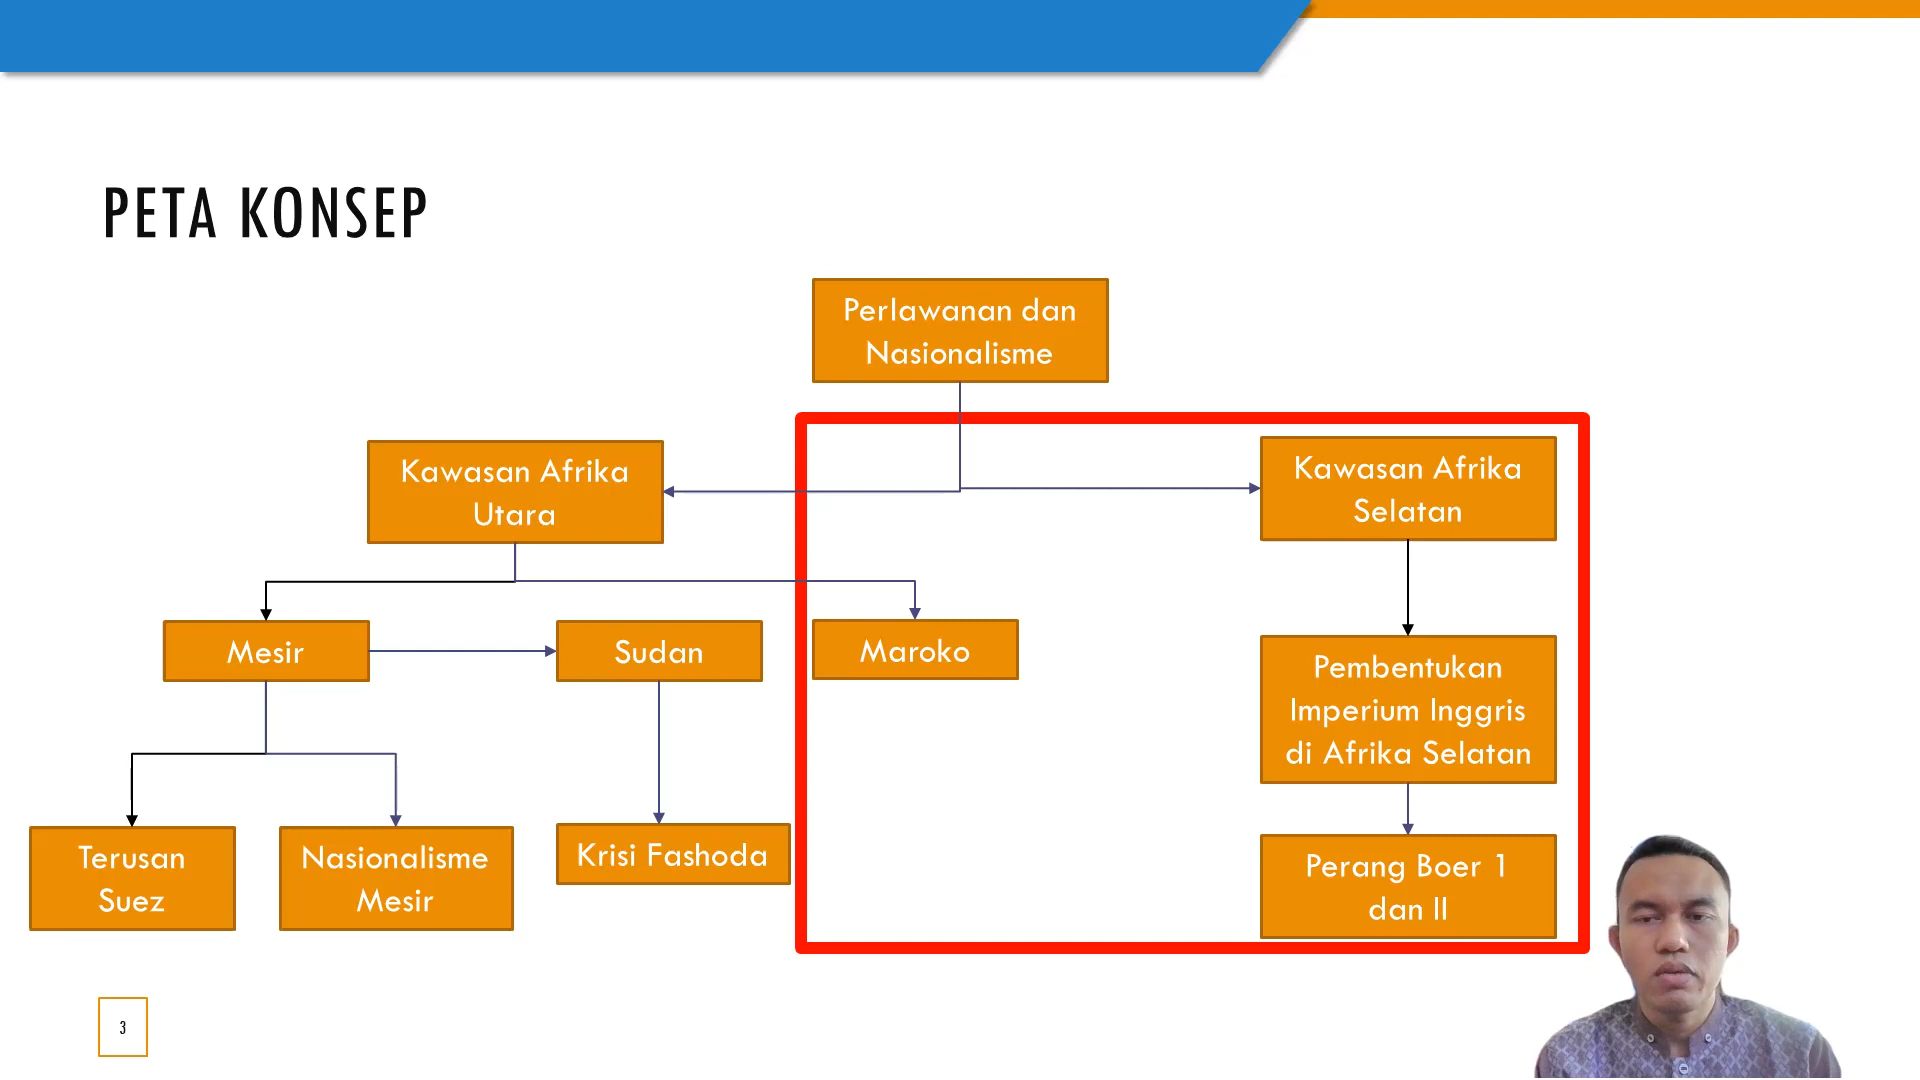 PETA KONSEP
Perlawanan dan
Nasionalisme
Kawasan Afrika
Utara
Kawasan Afrika
Selatan
Mesir
Sudan
Maroko
Pembentukan
Imperium Inggris
di Afrika Selatan
Terusan
Suez
Nasionalisme
Mesir
Krisi Fashoda
Perang Boer 1
dan II
3